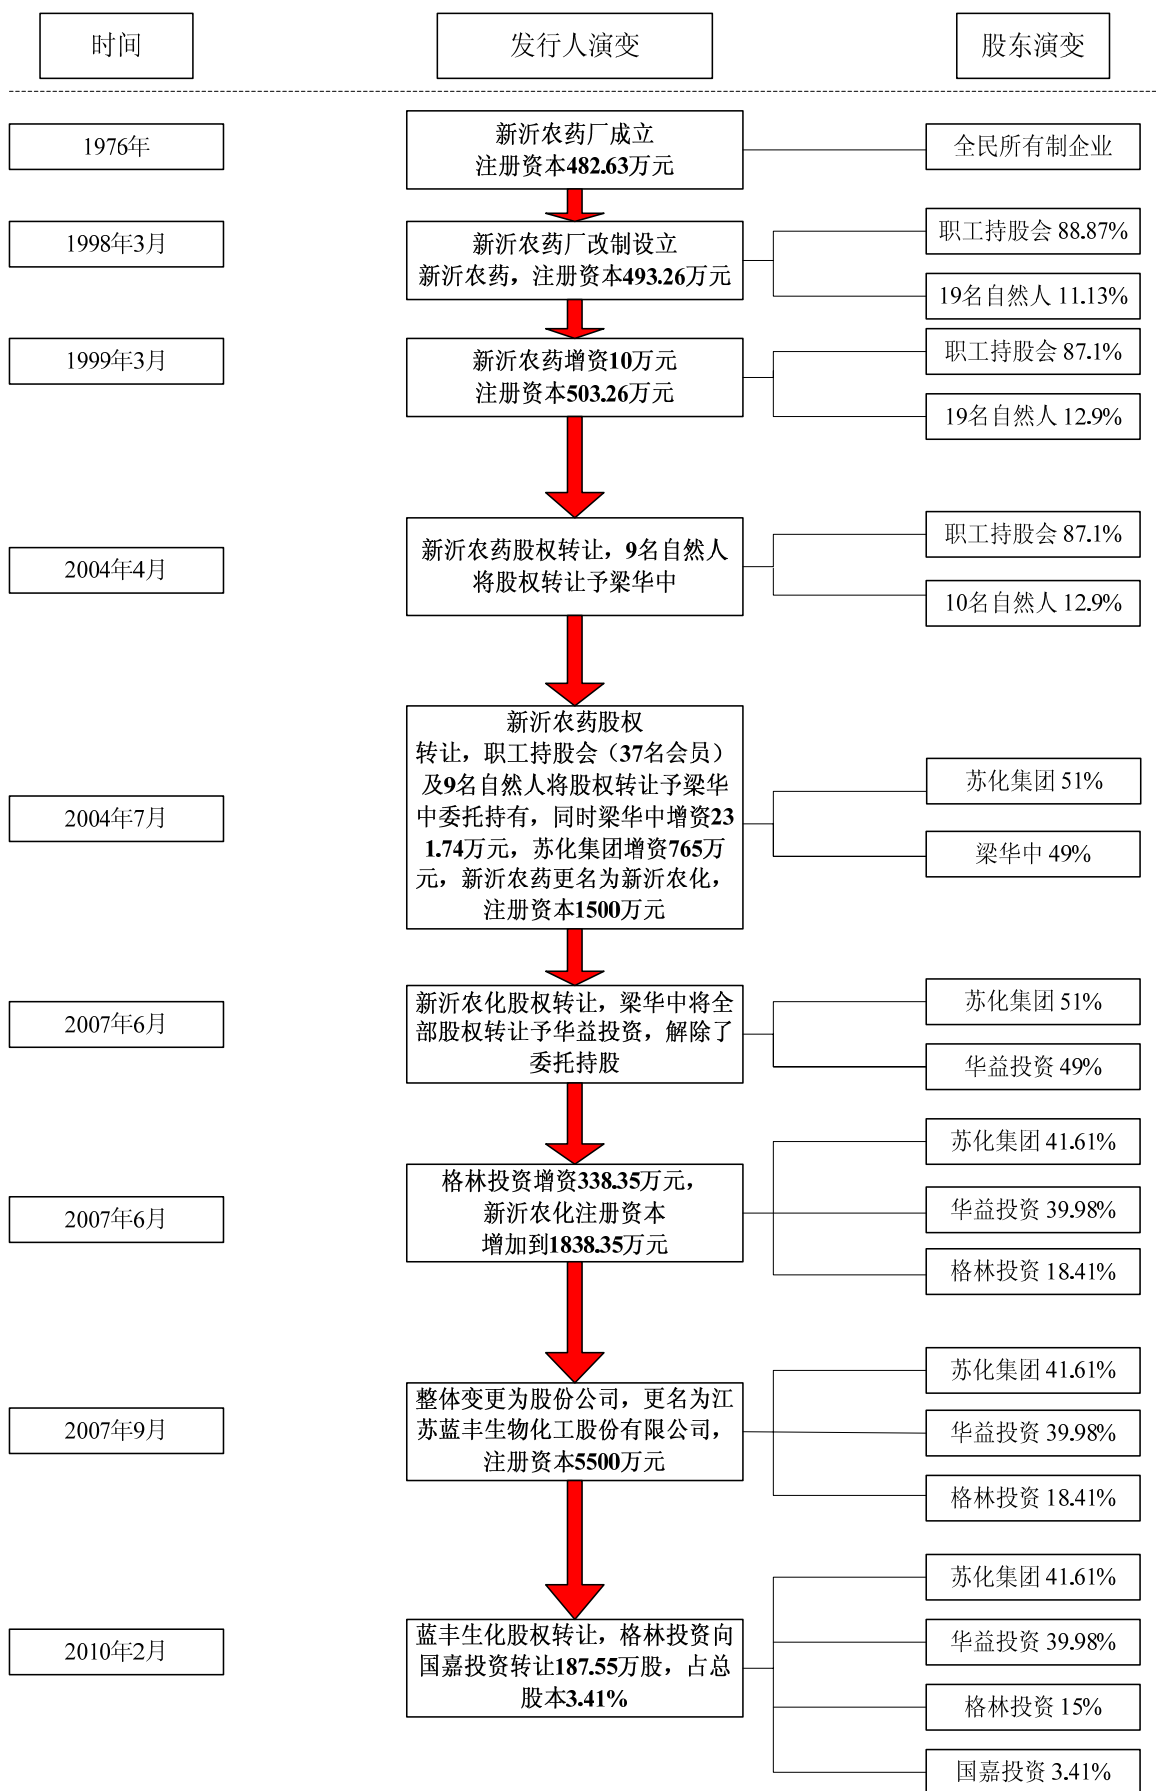 时间
发行人演变
股东演变
1976年
新沂农药厂成立
注册资本482.63万元
全民所有制企业
1998年3月
新沂农药厂改制设立
新沂农药，注册资本493.26万元
职工持股会 88.87%
19名自然人 11.13%
1999年3月
新沂农药增资10万元
注册资本503.26万元
职工持股会 87.1%
19名自然人 12.9%
2004年4月
新沂农药股权转让，9名自然人
将股权转让予梁华中
职工持股会 87.1%
10名自然人 12.9%
2004年7月
新沂农药股权
转让，职工持股会（37名会员）
及9名自然人将股权转让予梁华
中委托持有，同时梁华中增资23
1.74万元，苏化集团增资765万
元，新沂农药更名为新沂农化，
注册资本1500万元
苏化集团 51%
梁华中 49%
2007年6月
新沂农化股权转让，梁华中将全
部股权转让予华益投资，解除了
委托持股
苏化集团 51%
华益投资 49%
2007年6月
格林投资增资338.35万元，
新沂农化注册资本
增加到1838.35万元
苏化集团 41.61%
华益投资 39.98%
格林投资 18.41%
2007年9月
整体变更为股份公司，更名为江
苏蓝丰生物化工股份有限公司，
注册资本5500万元
苏化集团 41.61%
华益投资 39.98%
格林投资 18.41%
2010年2月
蓝丰生化股权转让，格林投资向
国嘉投资转让187.55万股，占总
股本3.41%
苏化集团 41.61%
华益投资 39.98%
格林投资 15%
国嘉投资 3.41%